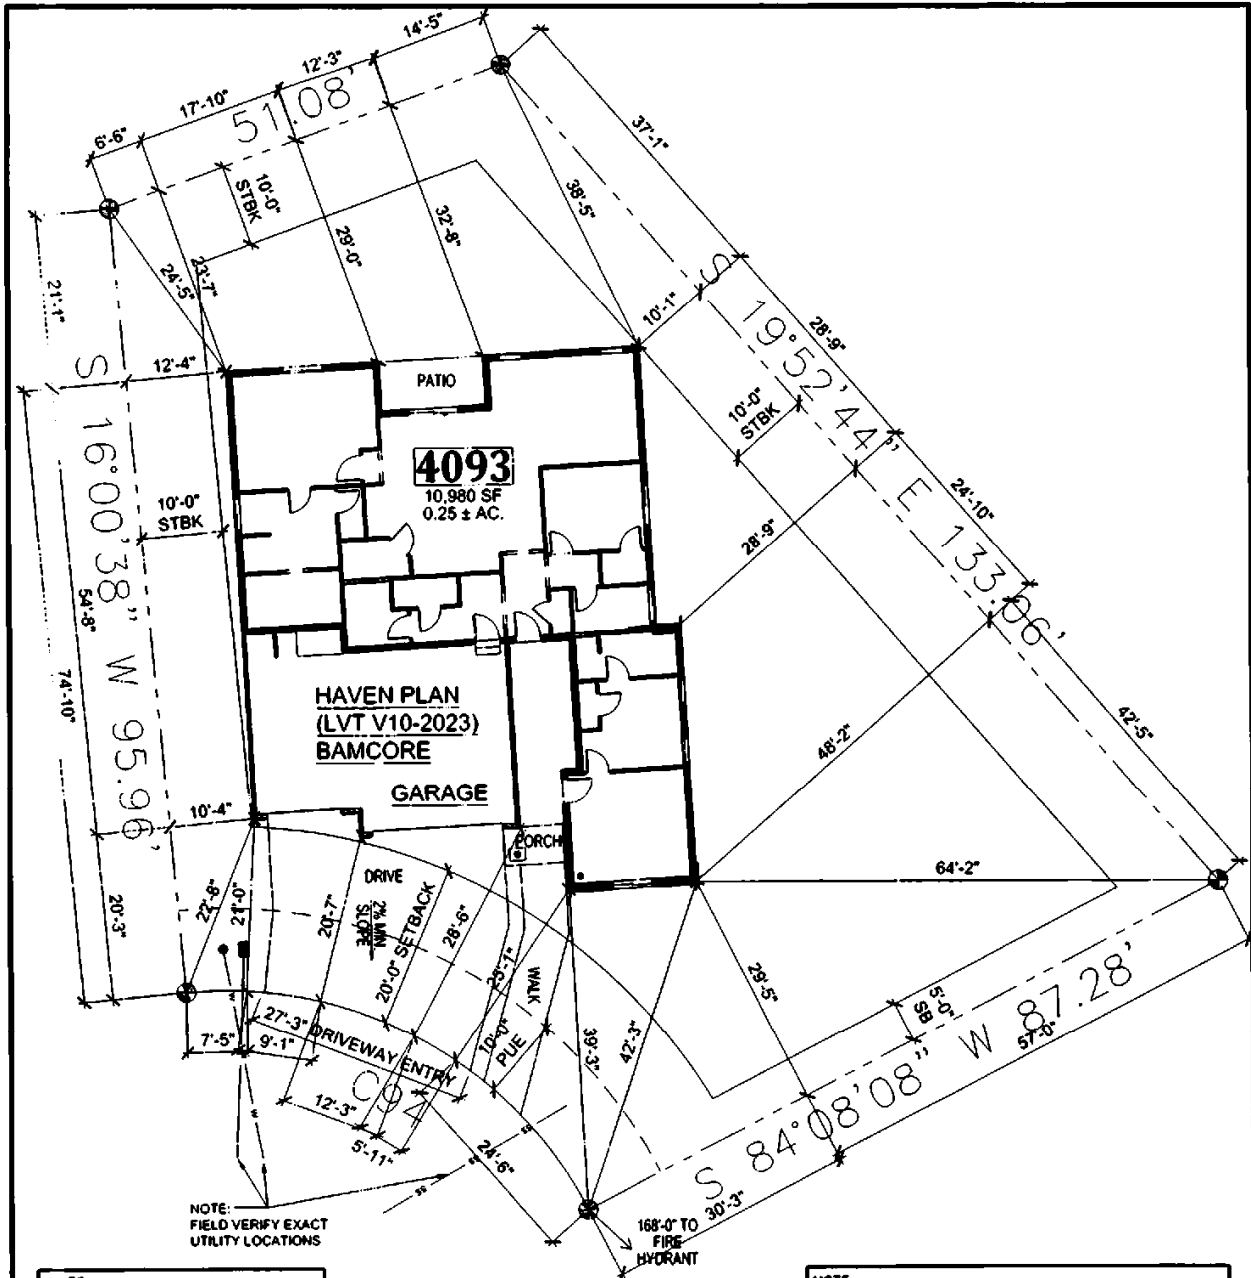 14'-5"
12'-3"
17'-10"
6'-6"
51.08'
37'-1"
10'-0"
STBK
38'-5"
32'-8"
29'-0"
23'-7"
24'-5"
21'-1"
12'-4"
10'-1"
28'-9"
S 19°52'44" E 133.06'
10'-0"
STBK
24'-10"
28'-9"
PATIO
4093
10,980 SF
0.25 ± AC.
10'-0"
STBK
S 16°00'38" W 95.96'
54'-8"
74'-10"
HAVEN PLAN
(LVT V10-2023)
BAMCORE
GARAGE
48'-2"
42'-5"
10'-4"
PORCH
DRIVE
2% MIN
SLOPE
64'-2"
20'-3"
22'-8"
21'-0"
20'-7"
20'-0" SETBACK
28'-6"
25'-1"
WALK
29'-5"
5'-0"
SB
S 84°08'08" W 87.28'
57'-0"
27'-3" DRIVEWAY ENTRY
10'-0"
PUE
39'-3"
42'-3"
7'-5"
9'-1"
C94
12'-3"
5'-11"
24'-6"
30'-3"
W
W
SS
SS
SS
NOTE:
FIELD VERIFY EXACT
UTILITY LOCATIONS
168'-0" TO
FIRE
HYDRANT
NOTE